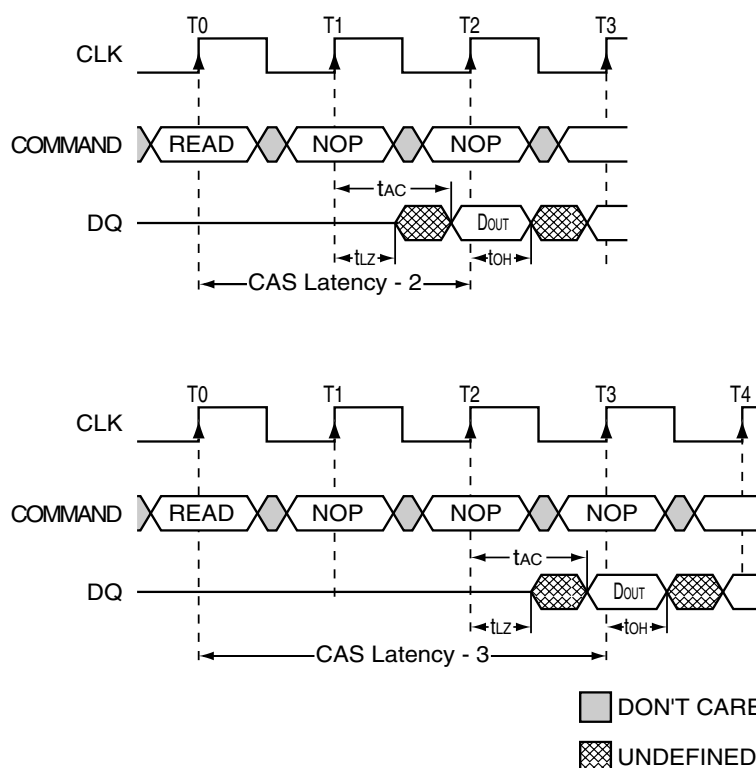 T0 T1 T2 T3
CLK
COMMAND READ NOP NOP
tAC
DQ DOUT
tLZ tOH
CAS Latency - 2
T0 T1 T2 T3 T4
CLK
COMMAND READ NOP NOP NOP
tAC
DQ DOUT
tLZ tOH
CAS Latency - 3
DON'T CARE
UNDEFINED